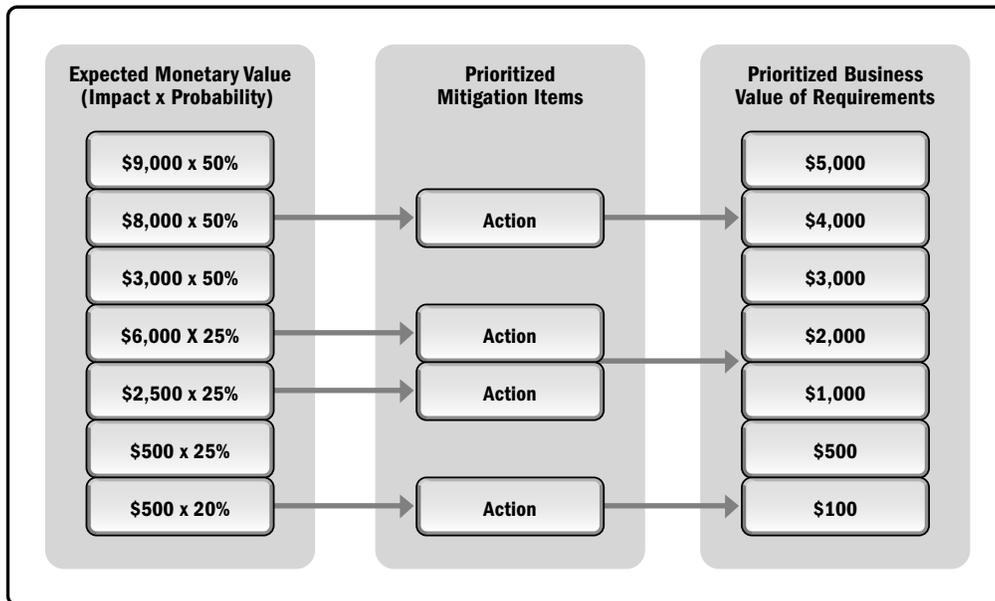 Expected Monetary Value
(Impact x Probability)
$9,000 x 50%
$8,000 x 50%
$3,000 x 50%
$6,000 X 25%
$2,500 x 25%
$500 x 25%
$500 x 20%
Prioritized
Mitigation Items
Action
Action
Action
Action
Prioritized Business
Value of Requirements
$5,000
$4,000
$3,000
$2,000
$1,000
$500
$100